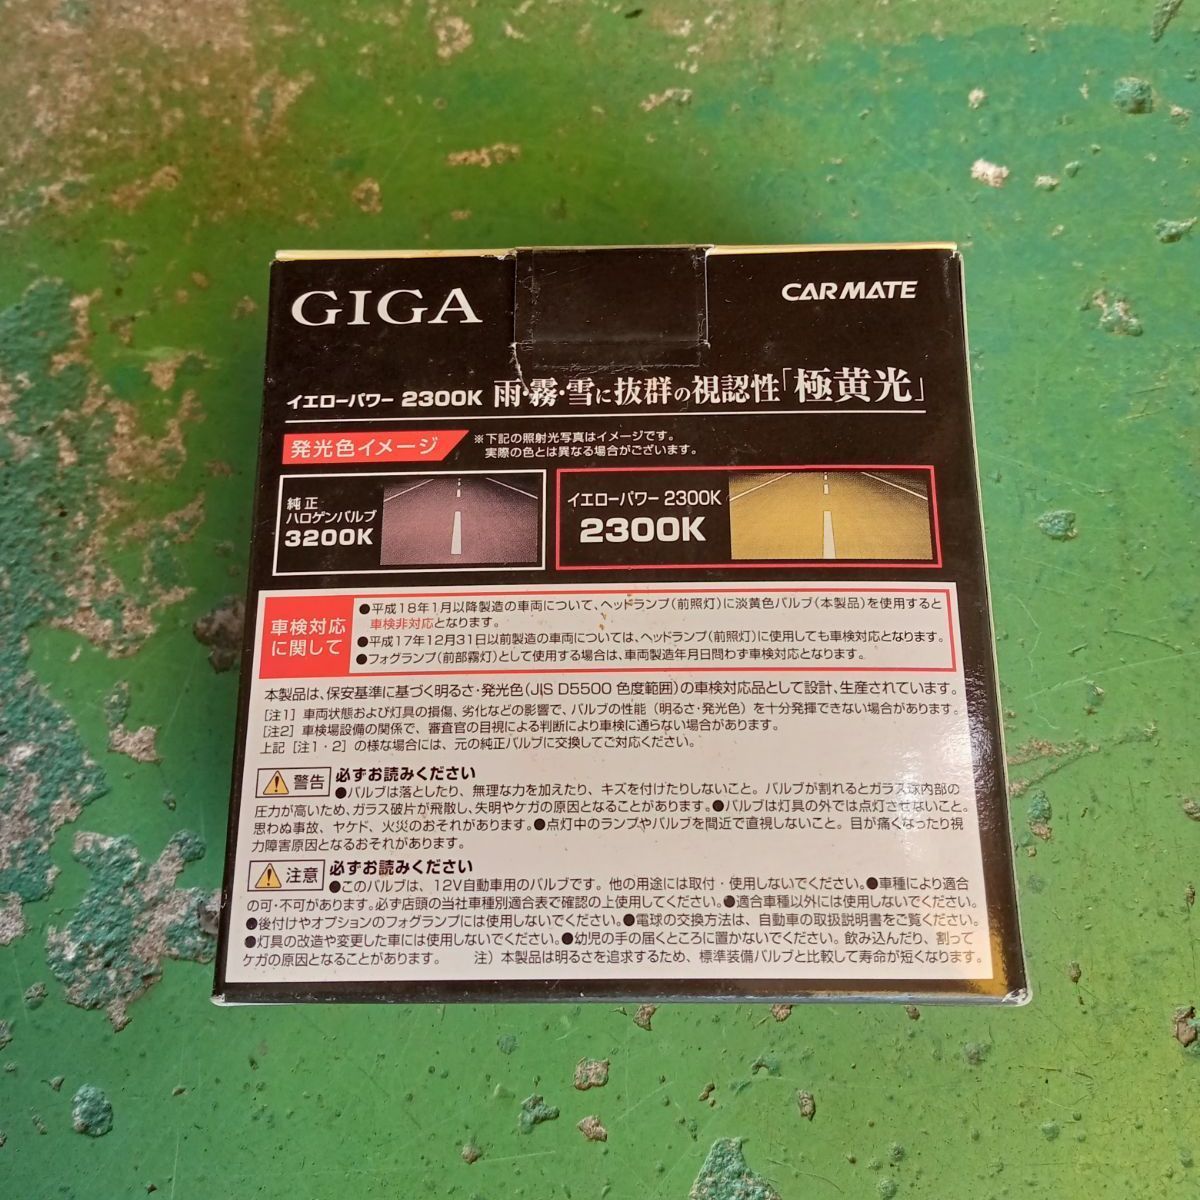 GIGA
CARMATE
イエローパワー 2300K 雨・霧・雪に抜群の視認性「極黄光」
発光色イメージ
※下記の照射光写真はイメージです。
実際の色とは異なる場合がございます。
純正
ハロゲンバルブ
3200K
イエローパワー 2300K
2300K
車検対応
に関して
●平成18年1月以降製造の車両について、ヘッドランプ(前照灯)に淡黄色バルブ(本製品)を使用すると
車検非対応となります。
●平成17年12月31日以前製造の車両については、ヘッドランプ(前照灯)に使用しても車検対応となります。
●フォグランプ(前部霧灯)として使用する場合は、車両製造年月日問わず車検対応となります。
本製品は、保安基準に基づく明るさ・発光色(JIS D5500 色度範囲)の車検対応品として設計、生産されています。
[注1] 車両状態および灯具の損傷、劣化などの影響で、バルブの性能(明るさ・発光色)を十分発揮できない場合があります。
[注2] 車検場設備の関係で、審査官の目視による判断により車検に通らない場合があります。
上記[注1・2]の様な場合には、元の純正バルブに交換してご対応ください。
警告 必ずお読みください
●バルブは落としたり、無理な力を加えたり、キズを付けたりしないこと。バルブが割れるとガラス球内部の
圧力が高いため、ガラス破片が飛散し、失明やケガの原因となることがあります。●バルブは灯具の外では点灯させないこと。
思わぬ事故、ヤケド、火災のおそれがあります。●点灯中のランプやバルブを間近で直視しないこと。目が痛くなったり視
力障害原因となるおそれがあります。
注意 必ずお読みください
●このバルブは、12V自動車用のバルブです。他の用途には取付・使用しないでください。●車種により適合
の可・不可があります。必ず店頭の当社車種別適合表で確認の上使用してください。●適合車種以外には使用しないでください。
●後付けやオプションのフォグランプには使用しないでください。●電球の交換方法は、自動車の取扱説明書をご覧ください。
●灯具の改造や変更した車には使用しないでください。●幼児の手の届くところに置かないでください。飲み込んだり、割って
ケガの原因となることがあります。 注)本製品は明るさを追求するため、標準装備バルブと比較して寿命が短くなります。